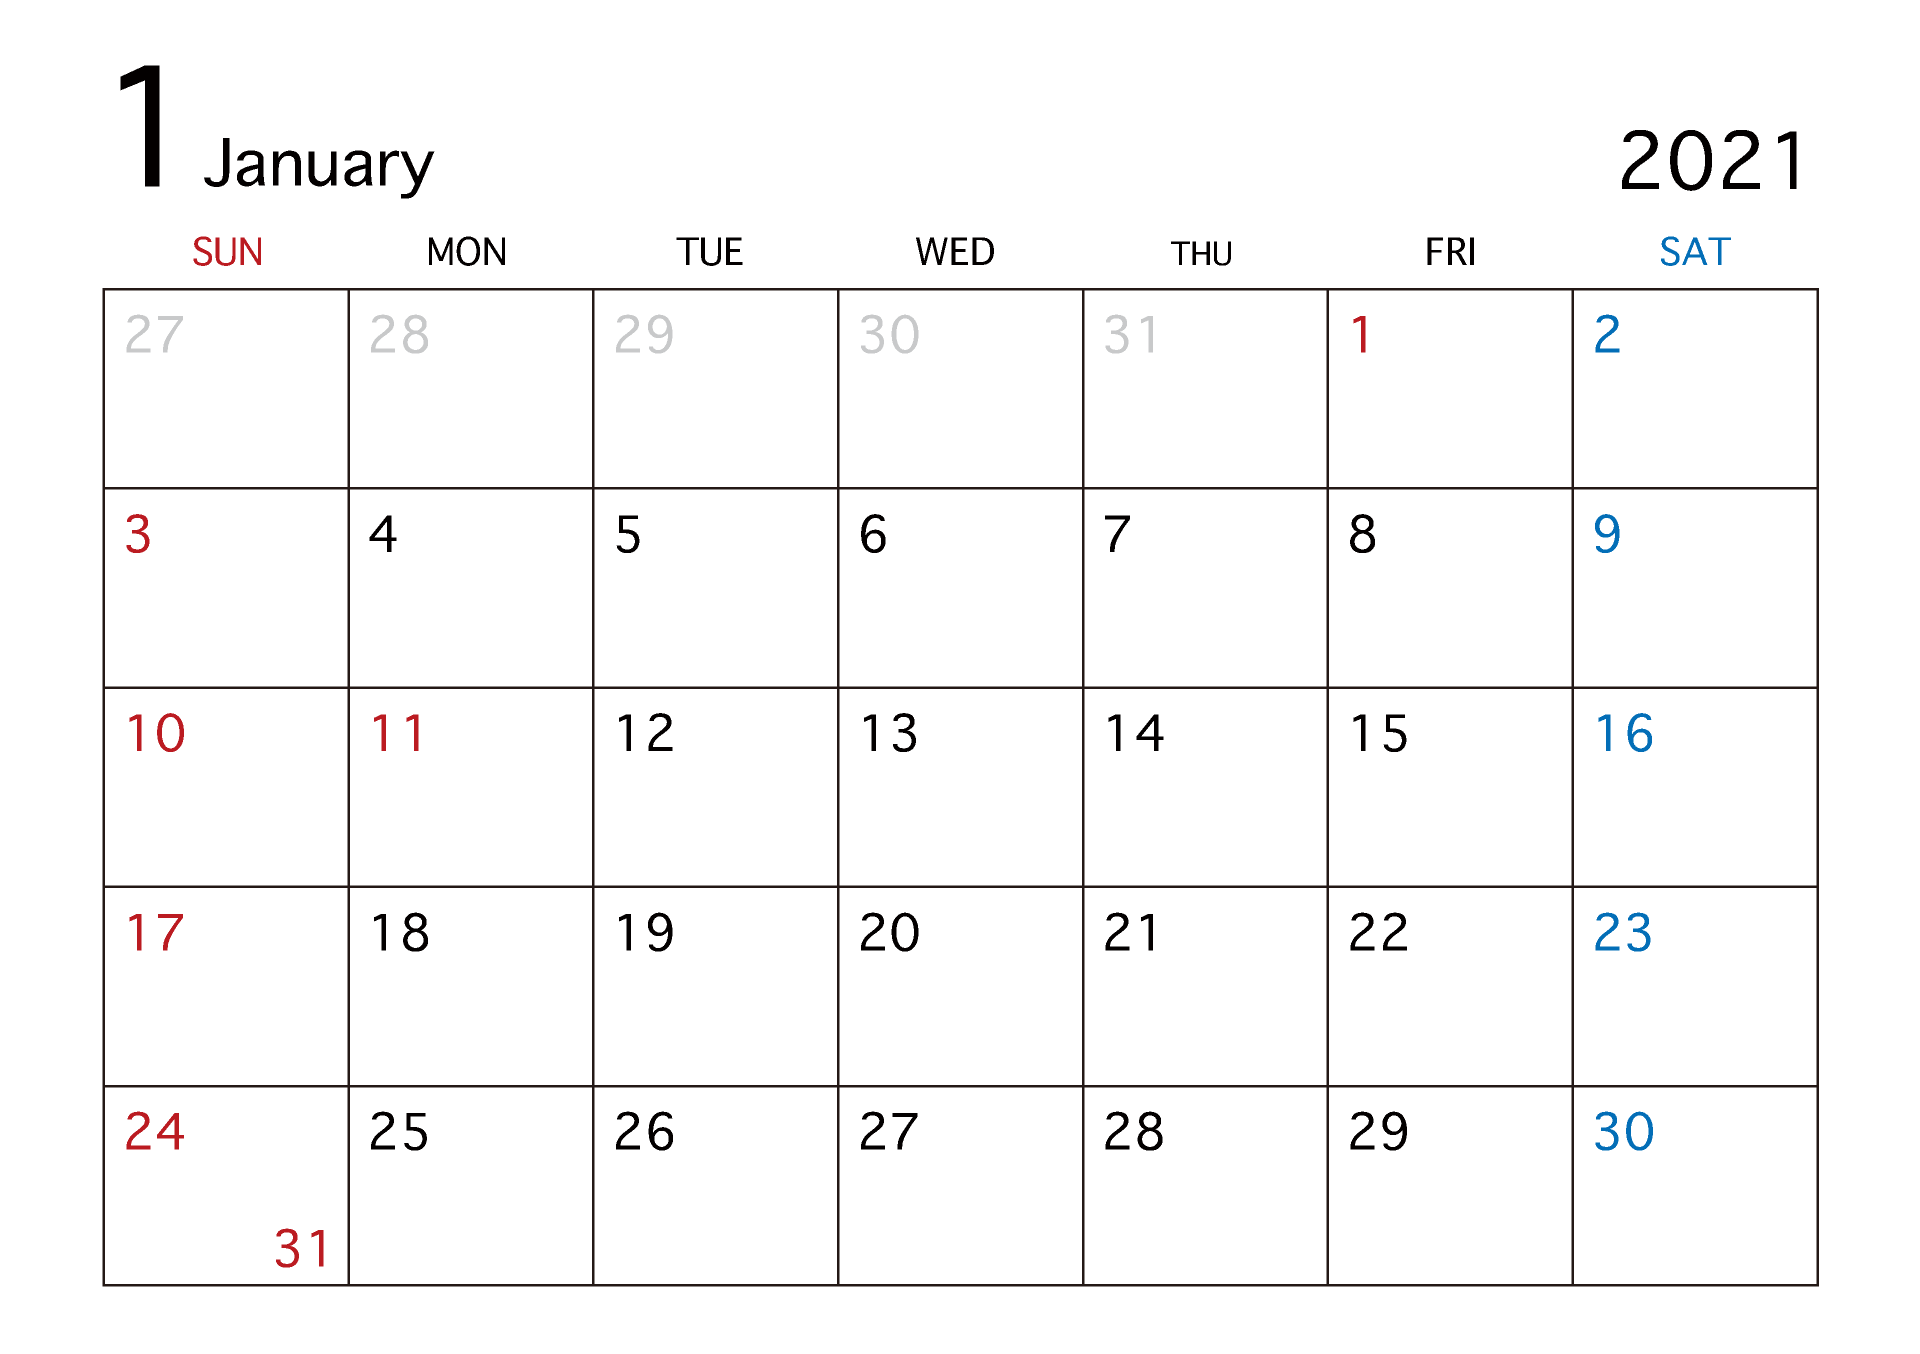 1 January 2021
SUN MON TUE WED THU FRI SAT
27 28 29 30 31 1 2
3 4 5 6 7 8 9
10 11 12 13 14 15 16
17 18 19 20 21 22 23
24 25 26 27 28 29 30
31